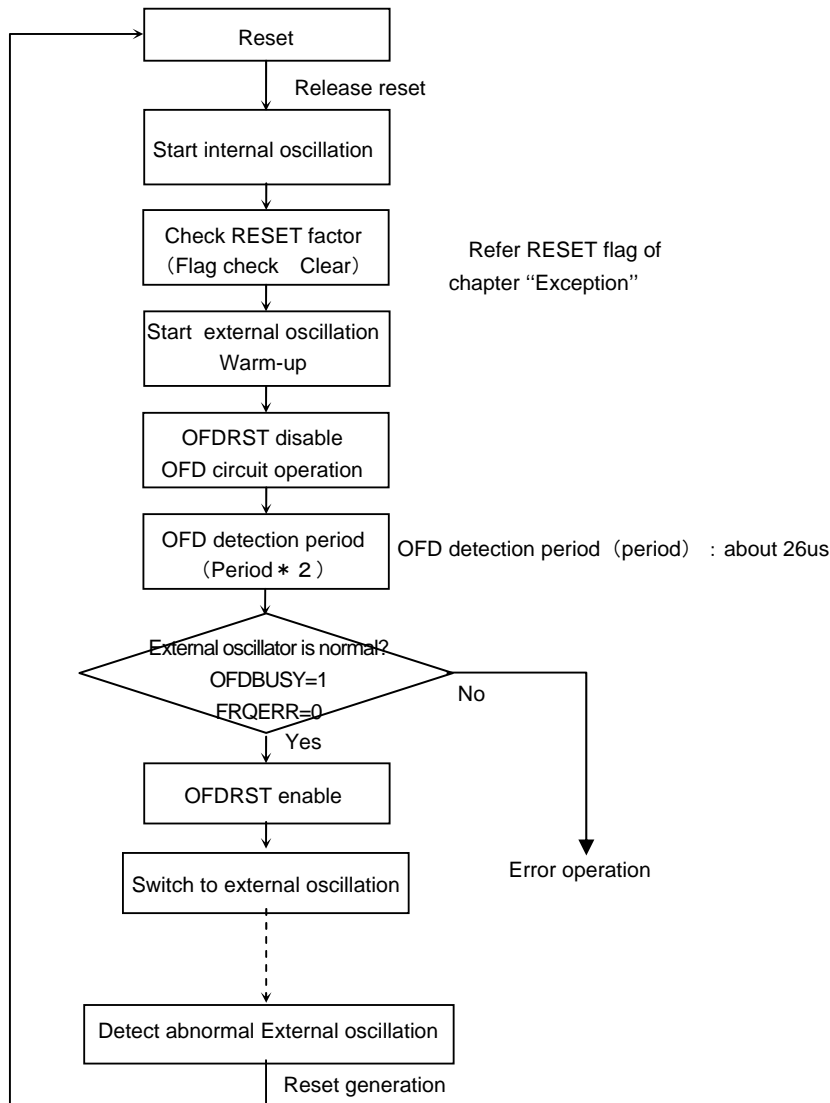 Reset
Release reset
Start internal oscillation
Check RESET factor
（Flag check　Clear）
Refer RESET flag of
chapter “Exception”
Start external oscillation
Warm-up
OFDRST disable
OFD circuit operation
OFD detection period
（Period＊２）
OFD detection period（period）：about 26us
External oscillator is normal?
OFDBUSY=1
FRQERR=0
No
Yes
OFDRST enable
Switch to external oscillation
Error operation
Detect abnormal External oscillation
Reset generation